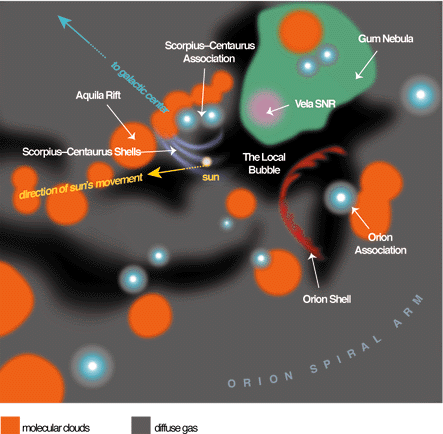 Scorpius–Centaurus
Association
Gum Nebula
to galactic center
Aquila Rift
Vela SNR
Scorpius–Centaurus Shells
The Local
Bubble
direction of sun's movement
sun
Orion
Association
Orion Shell
ORION SPIRAL ARM
molecular clouds
diffuse gas